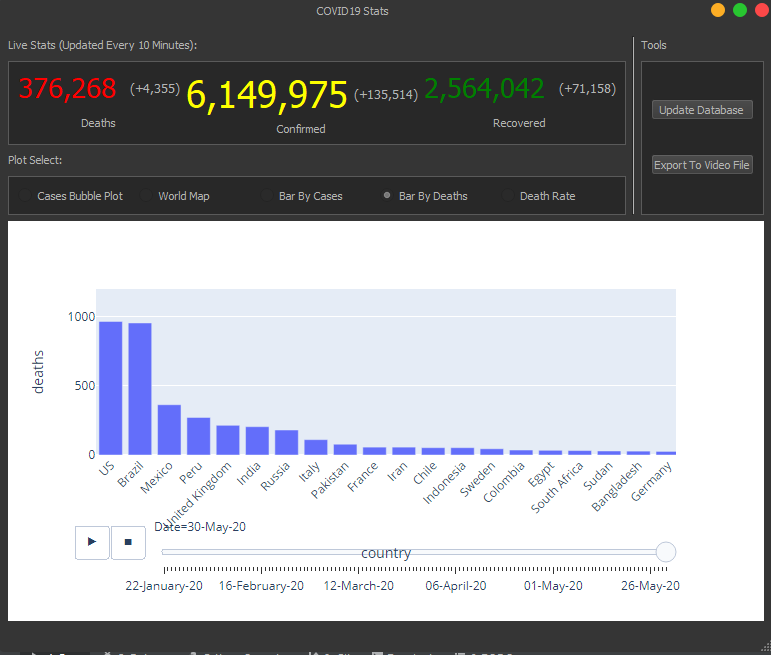 COVID19 Stats
Live Stats (Updated Every 10 Minutes):
Tools
376,268 (+4,355) 6,149,975 (+135,514) 2,564,042 (+71,158)
Deaths Confirmed Recovered
Update Database
Export To Video File
Plot Select:
Cases Bubble Plot World Map Bar By Cases Bar By Deaths Death Rate
1000
500
0
deaths
US Brazil Mexico Peru United Kingdom India Russia Italy Pakistan France Iran Chile Indonesia Sweden Colombia Egypt South Africa Sudan Bangladesh Germany
Date=30-May-20
country
22-January-20 16-February-20 12-March-20 06-April-20 01-May-20 26-May-20